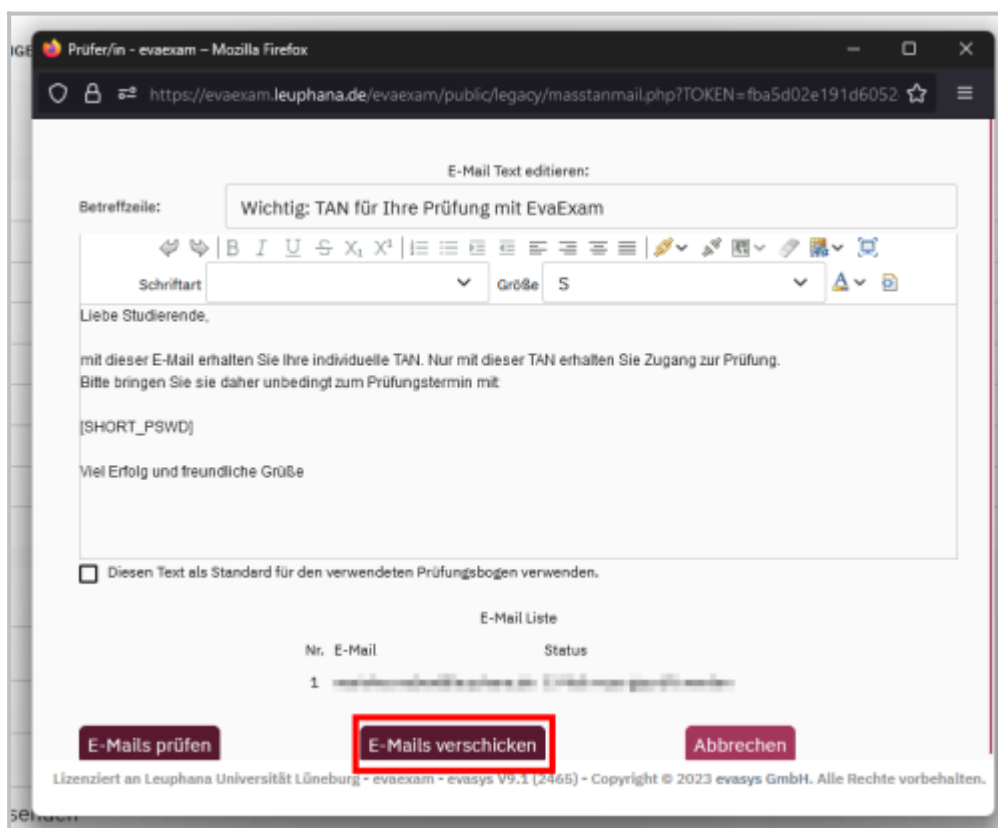 IGE
Prüfer/in - evaexam – Mozilla Firefox
https://evaexam.leuphana.de/evaexam/public/legacy/masstanmail.php?TOKEN=fba5d02e191d6052
E-Mail Text editieren:
Betreffzeile: Wichtig: TAN für Ihre Prüfung mit EvaExam
B I U S X₁ X²
Schriftart Größe S A
Liebe Studierende,
mit dieser E-Mail erhalten Sie Ihre individuelle TAN. Nur mit dieser TAN erhalten Sie Zugang zur Prüfung.
Bitte bringen Sie sie daher unbedingt zum Prüfungstermin mit:
[SHORT_PSWD]
Viel Erfolg und freundliche Grüße
Diesen Text als Standard für den verwendeten Prüfungsbogen verwenden.
E-Mail Liste
Nr. E-Mail Status
1
E-Mails prüfen E-Mails verschicken Abbrechen
Lizenziert an Leuphana Universität Lüneburg - evaexam - evasys V9.1 (2465) - Copyright © 2023 evasys GmbH. Alle Rechte vorbehalten.
senden